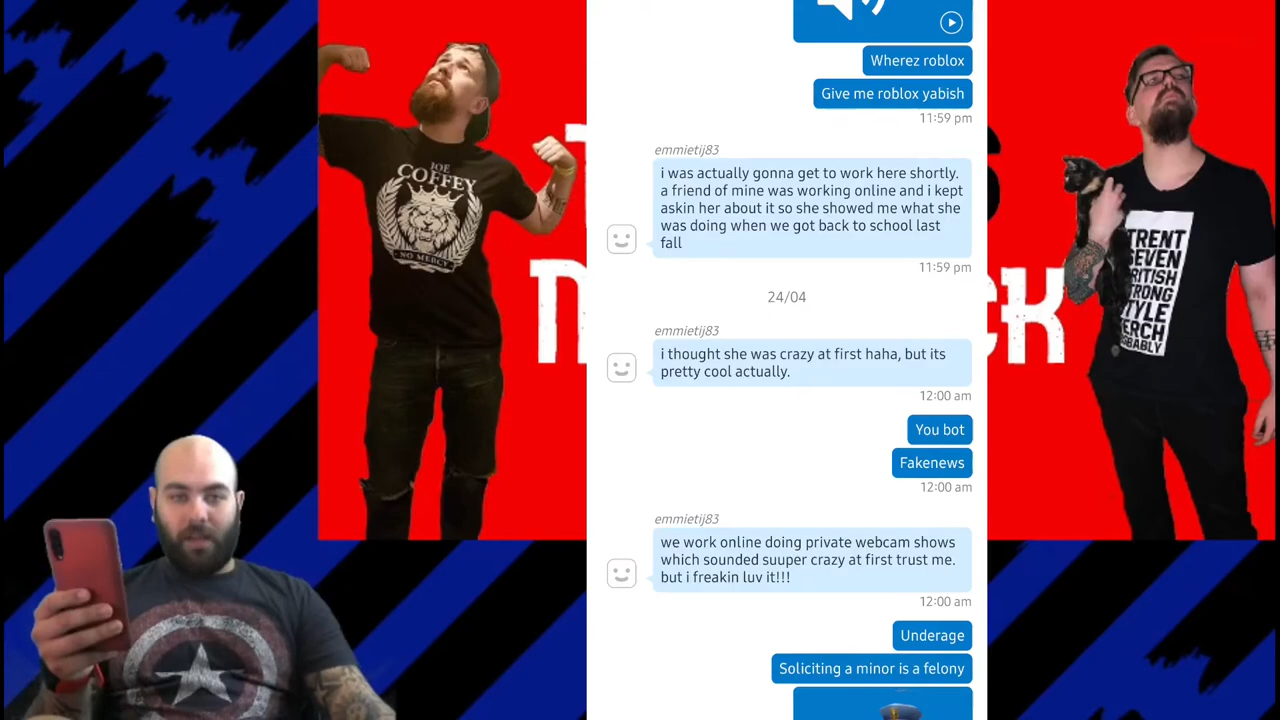 Wherez roblox
Give me roblox yabish
11:59 pm
emmietij83
i was actually gonna get to work here shortly.
a friend of mine was working online and i kept
askin her about it so she showed me what she
was doing when we got back to school last
fall
11:59 pm
24/04
emmietij83
i thought she was crazy at first haha, but its
pretty cool actually.
12:00 am
You bot
Fakenews
12:00 am
emmietij83
we work online doing private webcam shows
which sounded suuper crazy at first trust me.
but i freakin luv it!!!
12:00 am
Underage
Soliciting a minor is a felony
JOE
COFFEY
NO MERCY
TRENT
SEVEN
BRITISH
STRONG
STYLE
MERCH
PROBABLY